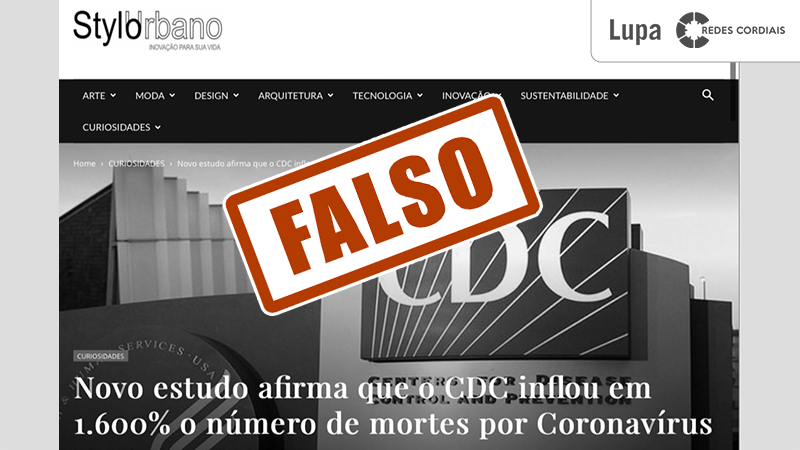 StyloUrbano
INOVAÇÃO PARA SUA VIDA
Lupa
REDES CORDIAIS
ARTE MODA DESIGN ARQUITETURA TECNOLOGIA INOVAÇÃO SUSTENTABILIDADE
CURIOSIDADES
Home › CURIOSIDADES › Novo estudo afirma que o CDC
FALSO
CDC
CENTERS FOR DISEASE
CONTROL AND PREVENTION
SERVICES · USA
CURIOSIDADES
Novo estudo afirma que o CDC inflou em
1.600% o número de mortes por Coronavírus